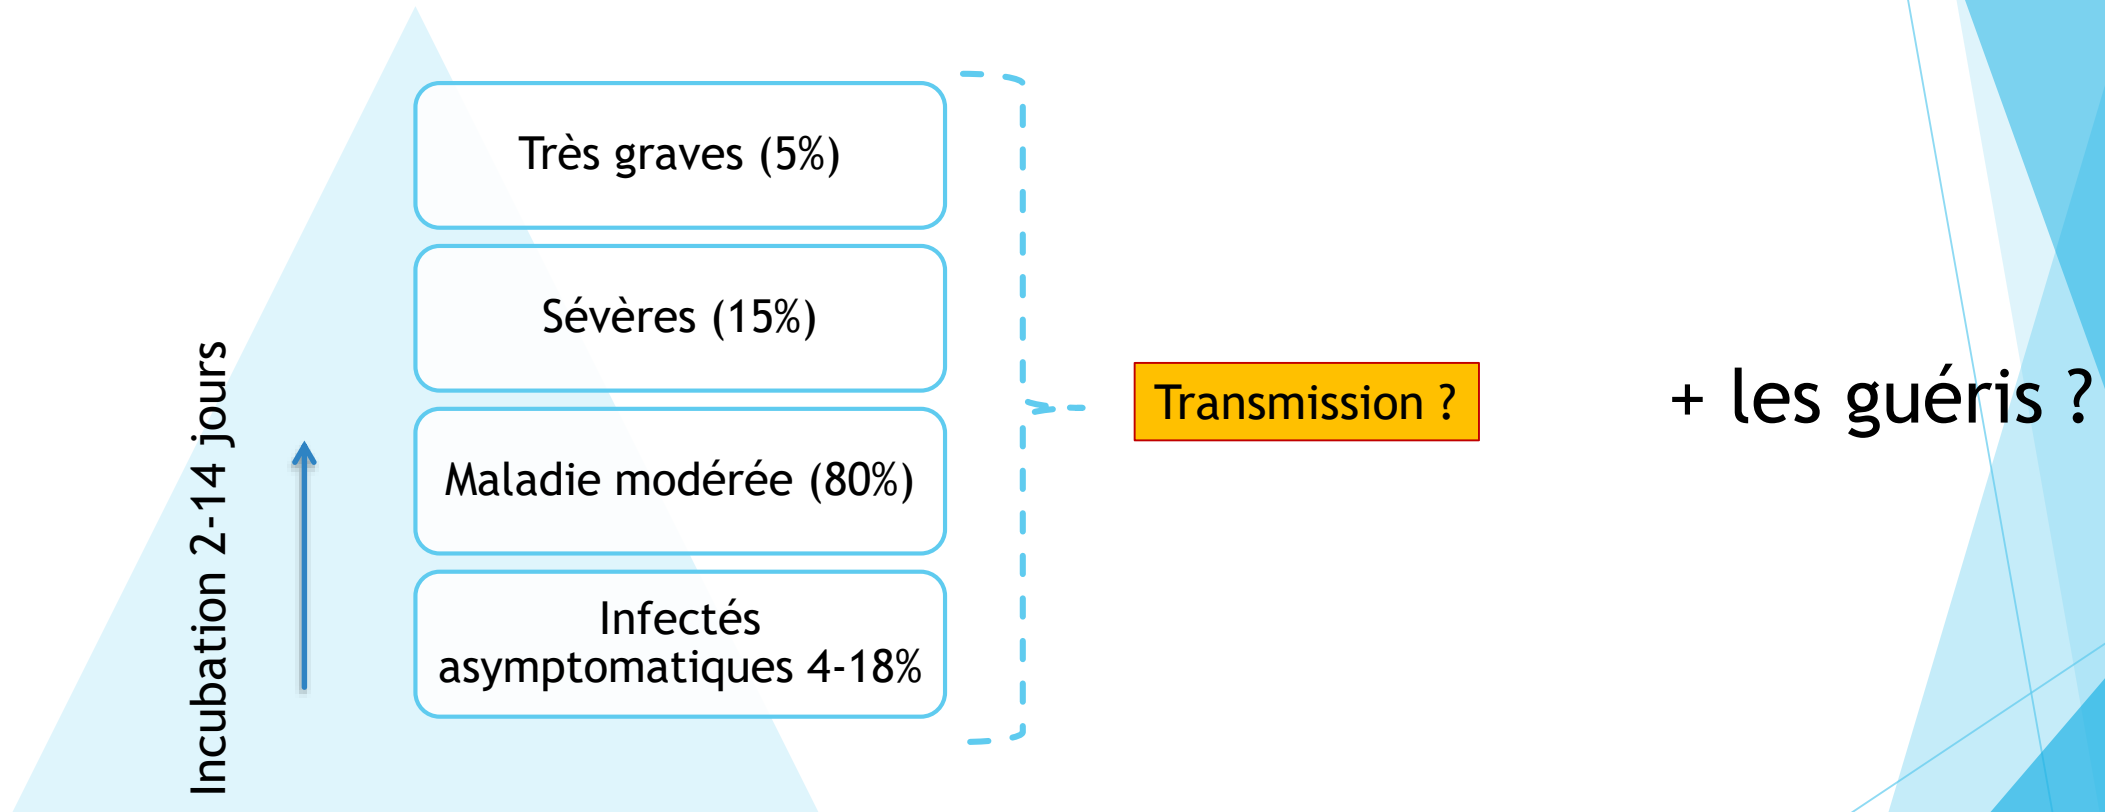 Très graves (5%)
Sévères (15%)
Maladie modérée (80%)
Infectés
asymptomatiques 4-18%
Incubation 2-14 jours
Transmission ?
+ les guéris ?